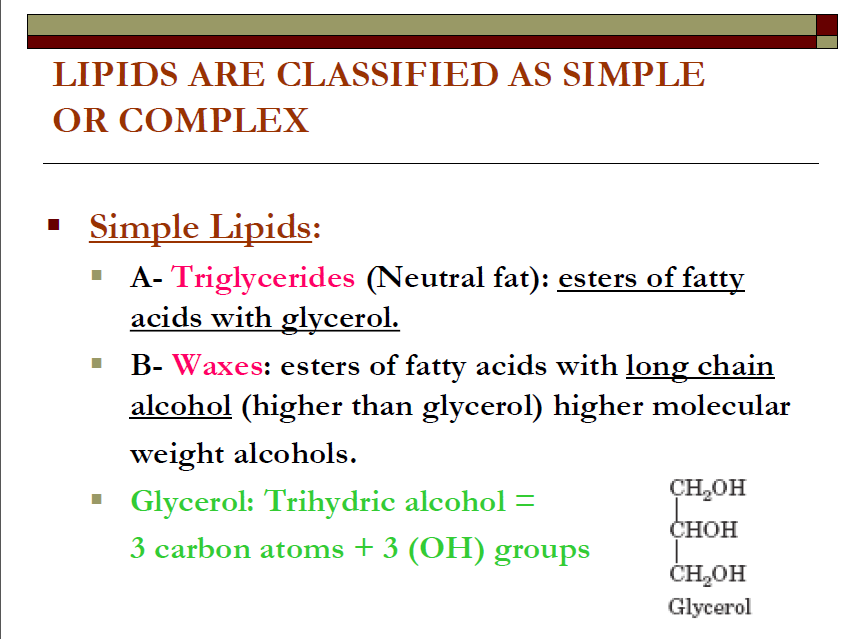 LIPIDS ARE CLASSIFIED AS SIMPLE
OR COMPLEX
Simple Lipids:
A- Triglycerides (Neutral fat): esters of fatty
acids with glycerol.
B- Waxes: esters of fatty acids with long chain
alcohol (higher than glycerol) higher molecular
weight alcohols.
Glycerol: Trihydric alcohol =
3 carbon atoms + 3 (OH) groups
CH₂OH
CHOH
CH₂OH
Glycerol